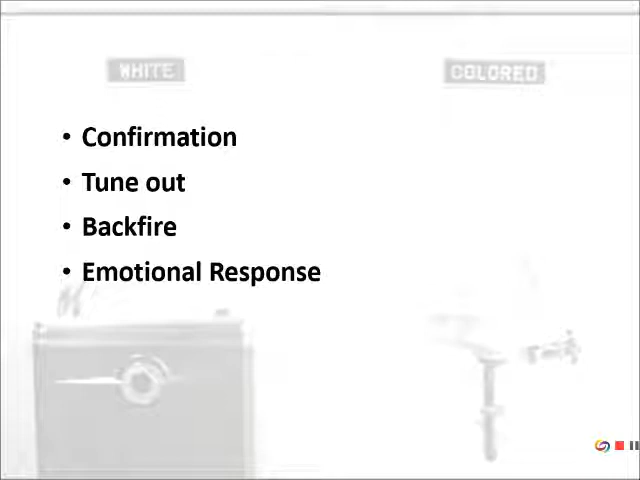 WHITE COLORED
• Confirmation
• Tune out
• Backfire
• Emotional Response